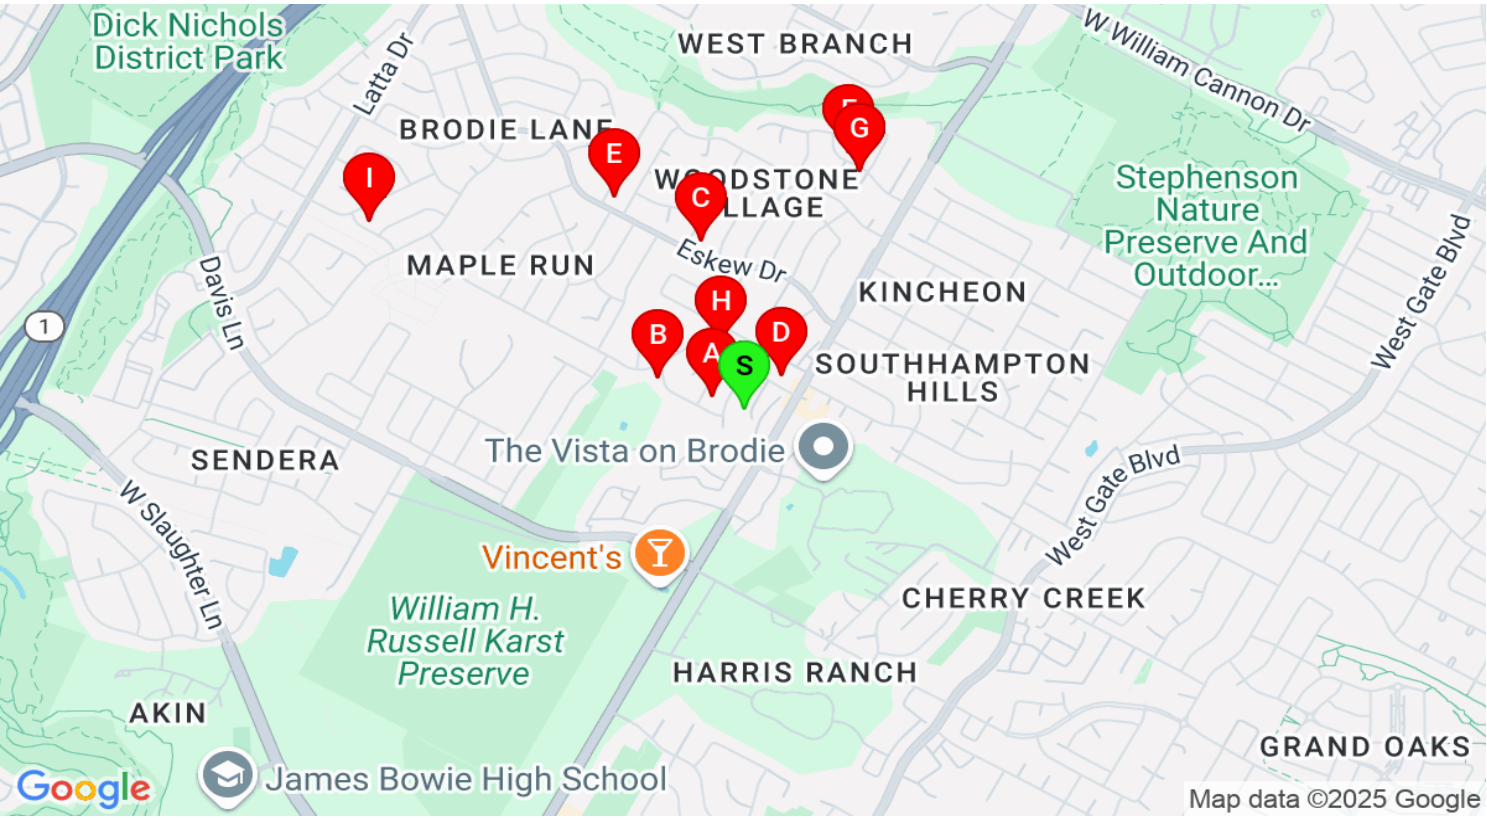 Dick Nichols
District Park
Latta Dr
WEST BRANCH
W William Cannon Dr
BRODIE LANE
E
G
I
E
C
WOODSTONE
VILLAGE
Stephenson
Nature
Preserve And
Outdoor...
MAPLE RUN
Eskew Dr
KINCHEON
Davis Ln
1
H
B
A
D
S
SOUTHHAMPTON
HILLS
West Gate Blvd
The Vista on Brodie
SENDERA
West Gate Blvd
W Slaughter Ln
Vincent's
William H.
Russell Karst
Preserve
CHERRY CREEK
HARRIS RANCH
AKIN
GRAND OAKS
James Bowie High School
Google
Map data ©2025 Google